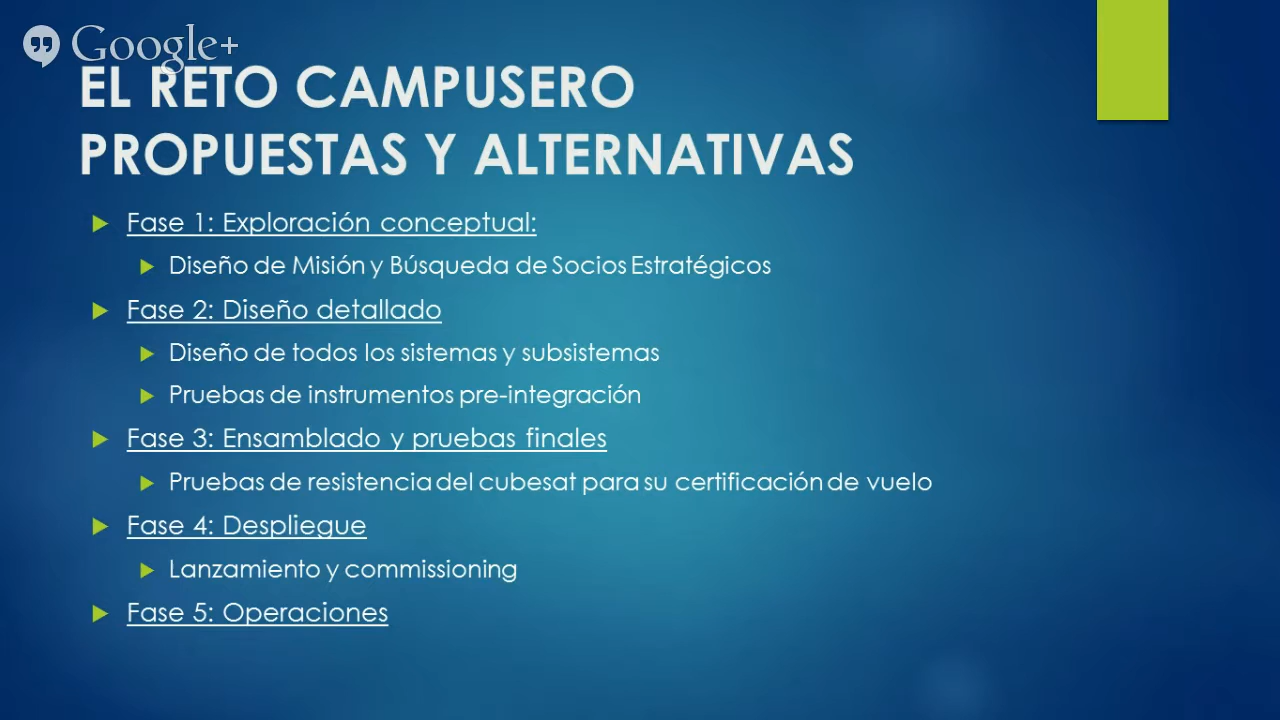 Google+
EL RETO CAMPUSERO
PROPUESTAS Y ALTERNATIVAS
Fase 1: Exploración conceptual:
Diseño de Misión y Búsqueda de Socios Estratégicos
Fase 2: Diseño detallado
Diseño de todos los sistemas y subsistemas
Pruebas de instrumentos pre-integración
Fase 3: Ensamblado y pruebas finales
Pruebas de resistencia del cubesat para su certificación de vuelo
Fase 4: Despliegue
Lanzamiento y commissioning
Fase 5: Operaciones